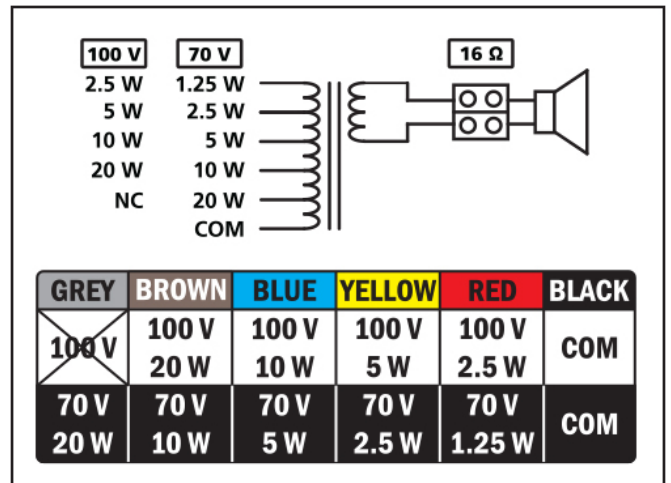 100 V 70 V 16 Ω
2.5 W 1.25 W
5 W 2.5 W
10 W 5 W
20 W 10 W
NC 20 W
COM
GREY BROWN BLUE YELLOW RED BLACK
100 V 100 V 100 V 100 V 100 V COM
20 W 10 W 5 W 2.5 W
70 V 70 V 70 V 70 V 70 V COM
20 W 10 W 5 W 2.5 W 1.25 W